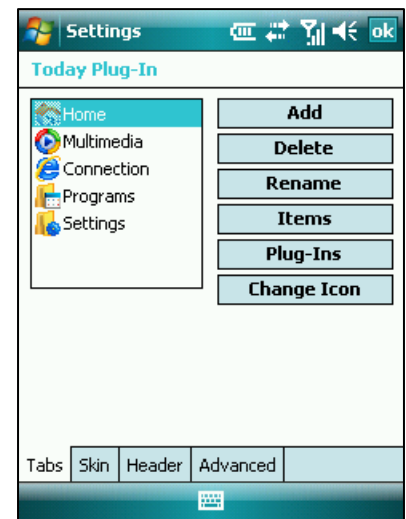 Settings
ok
Today Plug-In
Home
Multimedia
Connection
Programs
Settings
Add
Delete
Rename
Items
Plug-Ins
Change Icon
Tabs Skin Header Advanced